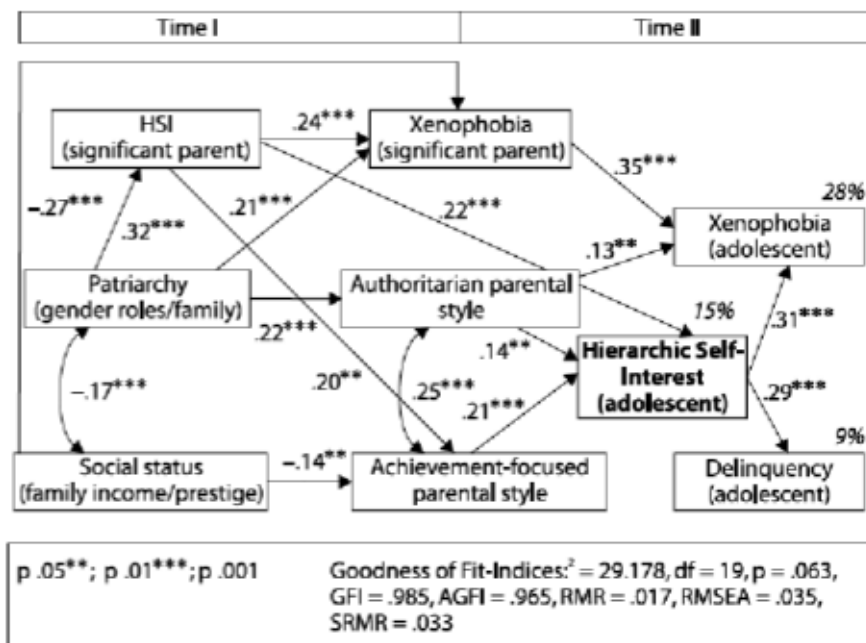 Time I
Time II
HSI
(significant parent)
.24***
Xenophobia
(significant parent)
.35***
28%
–.27***
.32***
.21***
.22***
Xenophobia
(adolescent)
.13**
Patriarchy
(gender roles/family)
Authoritarian parental
style
15%
.22***
.14**
Hierarchic Self-
Interest
(adolescent)
.31***
–.17***
.20**
.25***
.21***
.29***
9%
Social status
(family income/prestige)
–.14**
Achievement-focused
parental style
Delinquency
(adolescent)
p .05**; p .01***; p .001
Goodness of Fit-Indices:² = 29.178, df = 19, p = .063,
GFI = .985, AGFI = .965, RMR = .017, RMSEA = .035,
SRMR = .033